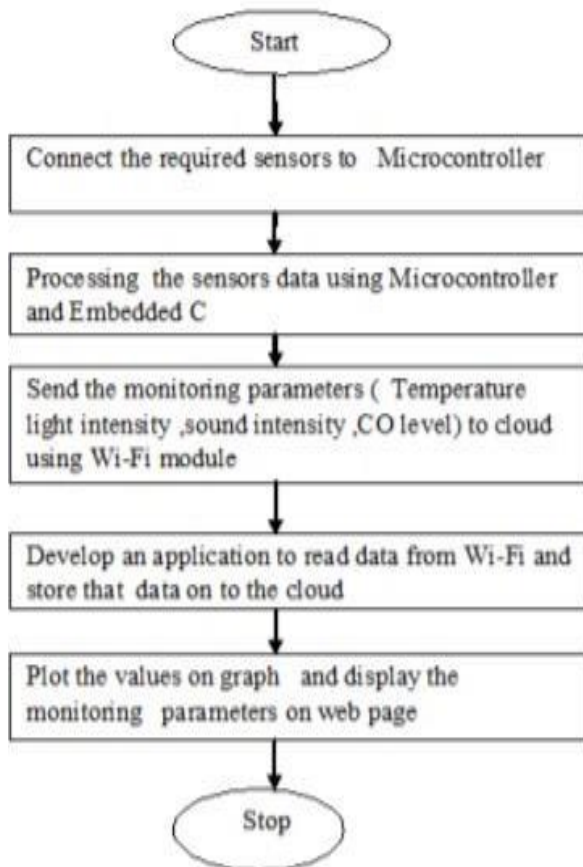 Start
Connect the required sensors to Microcontroller
Processing the sensors data using Microcontroller
and Embedded C
Send the monitoring parameters ( Temperature
light intensity ,sound intensity ,CO level) to cloud
using Wi-Fi module
Develop an application to read data from Wi-Fi and
store that data on to the cloud
Plot the values on graph and display the
monitoring parameters on web page
Stop